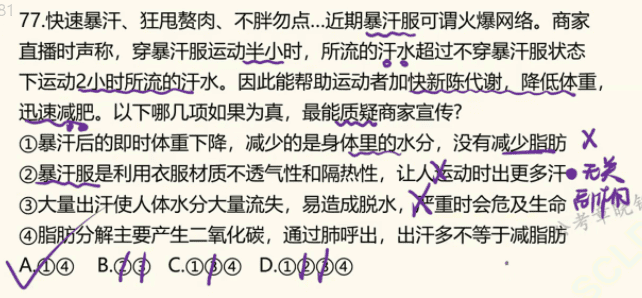 81
77.快速暴汗、狂甩赘肉、不胖勿点...近期暴汗服可谓火爆网络。商家
直播时声称，穿暴汗服运动半小时，所流的汗水超过不穿暴汗服状态
下运动2小时所流的汗水。因此能帮助运动者加快新陈代谢，降低体重，
迅速减肥。以下哪几项如果为真，最能质疑商家宣传?
①暴汗后的即时体重下降，减少的是身体里的水分，没有减少脂肪 X
②暴汗服是利用衣服材质不透气性和隔热性，让人运动时出更多汗 无关
③大量出汗使人体水分大量流失，易造成脱水，严重时会危及生命 副作用
④脂肪分解主要产生二氧化碳，通过肺呼出，出汗多不等于减脂肪
A.①④ B.②③ C.①③④ D.①②③④